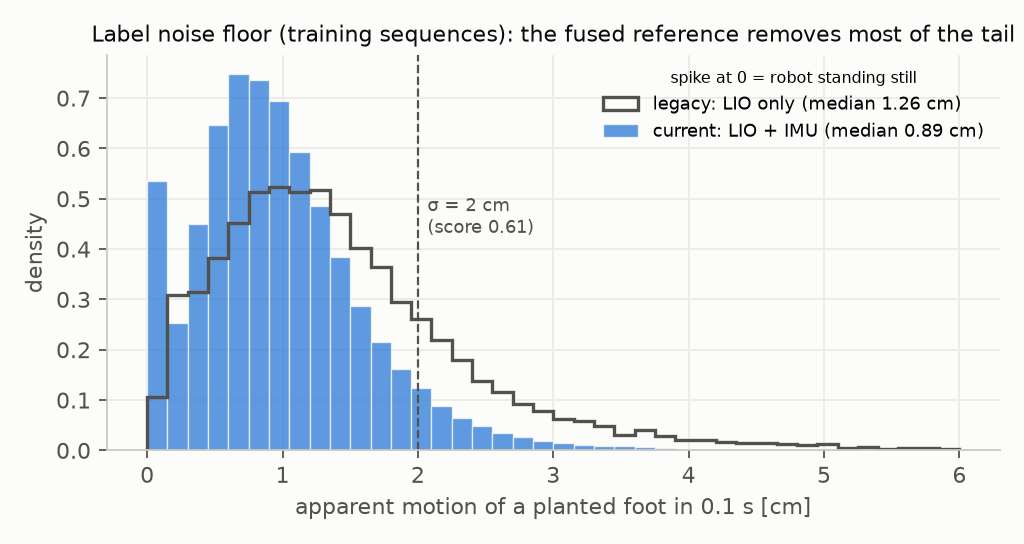 Label noise floor (training sequences): the fused reference removes most of the tail
spike at 0 = robot standing still
legacy: LIO only (median 1.26 cm)
current: LIO + IMU (median 0.89 cm)
σ = 2 cm
(score 0.61)
density
0.7
0.6
0.5
0.4
0.3
0.2
0.1
0.0
0 1 2 3 4 5 6
apparent motion of a planted foot in 0.1 s [cm]